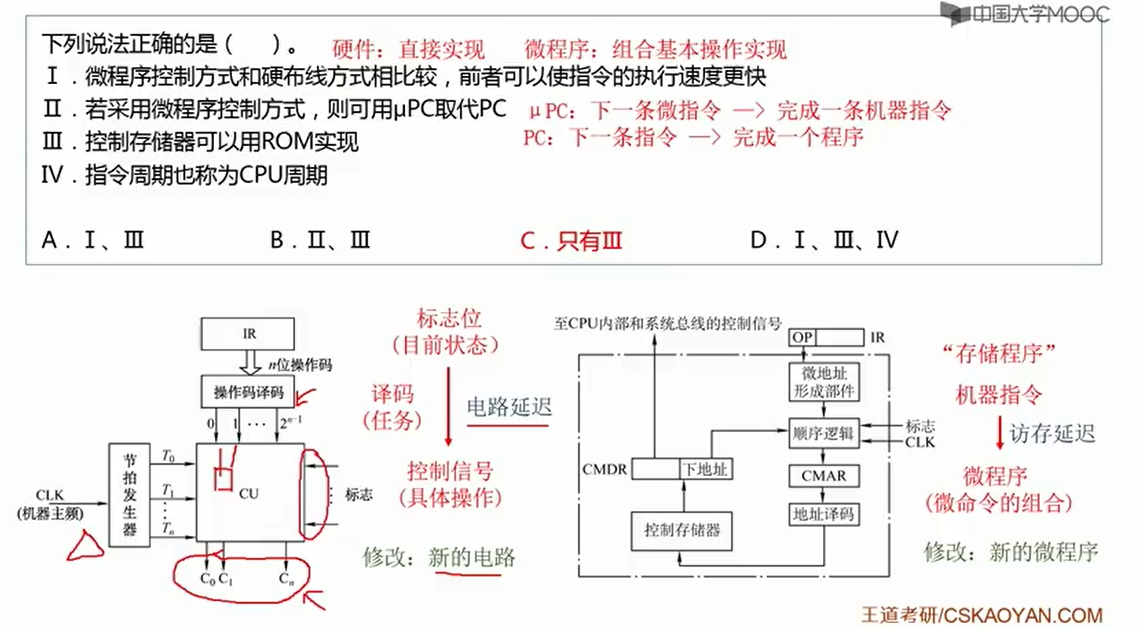 中国大学MOOC
下列说法正确的是（　）。 硬件：直接实现 微程序：组合基本操作实现
Ⅰ．微程序控制方式和硬布线方式相比较，前者可以使指令的执行速度更快
Ⅱ．若采用微程序控制方式，则可用μPC取代PC μPC：下一条微指令 —> 完成一条机器指令
PC：下一条指令 —> 完成一个程序
Ⅲ．控制存储器可以用ROM实现
Ⅳ．指令周期也称为CPU周期
A．Ⅰ、Ⅲ B．Ⅱ、Ⅲ C．只有Ⅲ D．Ⅰ、Ⅲ、Ⅳ
IR
n位操作码
操作码译码
0 1 … 2ⁿ⁻¹
节拍发生器
T₀
T₁
⋮
Tₙ
CU
CLK
(机器主频)
⋮ 标志
C₀ C₁ Cₙ
标志位
(目前状态)
译码
(任务)
电路延迟
控制信号
(具体操作)
修改：新的电路
至CPU内部和系统总线的控制信号
OP IR
微地址
形成部件
顺序逻辑
标志
CLK
CMDR 下地址
CMAR
地址译码
控制存储器
“存储程序”
机器指令
访存延迟
微程序
(微命令的组合)
修改：新的微程序
王道考研/CSKAOYAN.COM